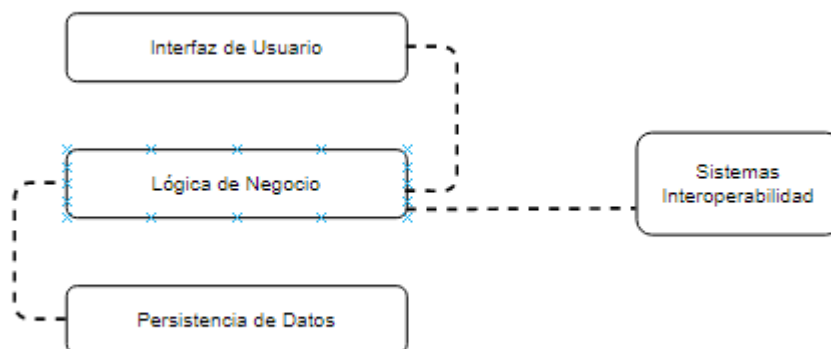 Interfaz de Usuario
Lógica de Negocio
Sistemas
Interoperabilidad
Persistencia de Datos